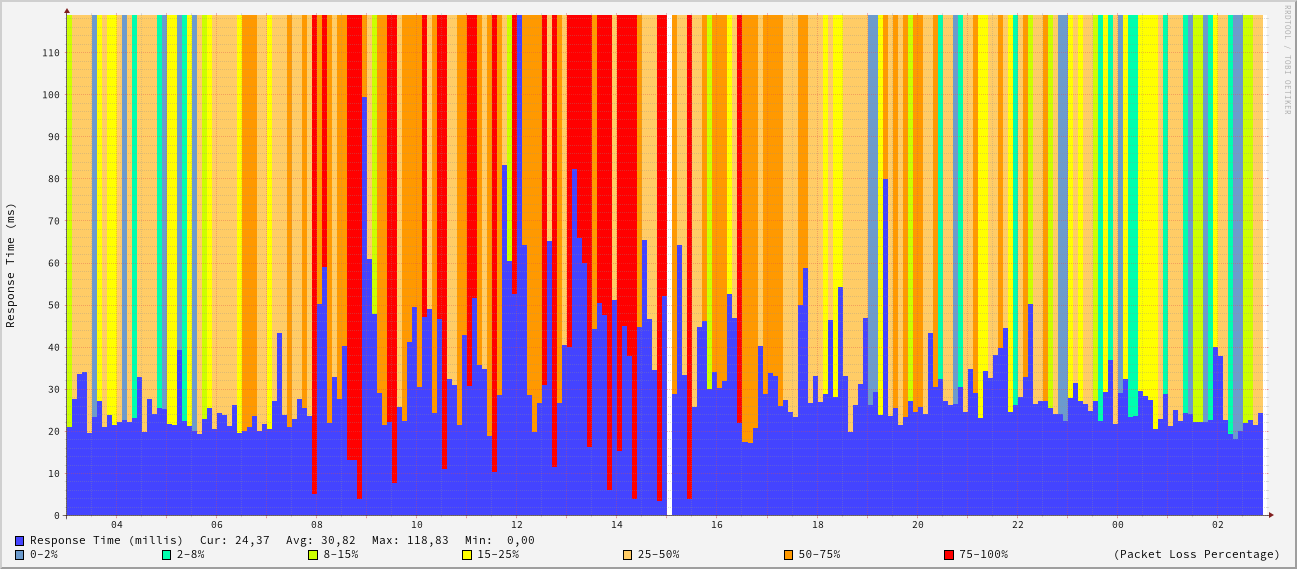 RRDTOOL / TOBI OETIKER
Response Time (ms)
110
100
90
80
70
60
50
40
30
20
10
0
04 06 08 10 12 14 16 18 20 22 00 02
Response Time (millis) Cur: 24,37 Avg: 30,82 Max: 118,83 Min: 0,00
0-2% 2-8% 8-15% 15-25% 25-50% 50-75% 75-100% (Packet Loss Percentage)